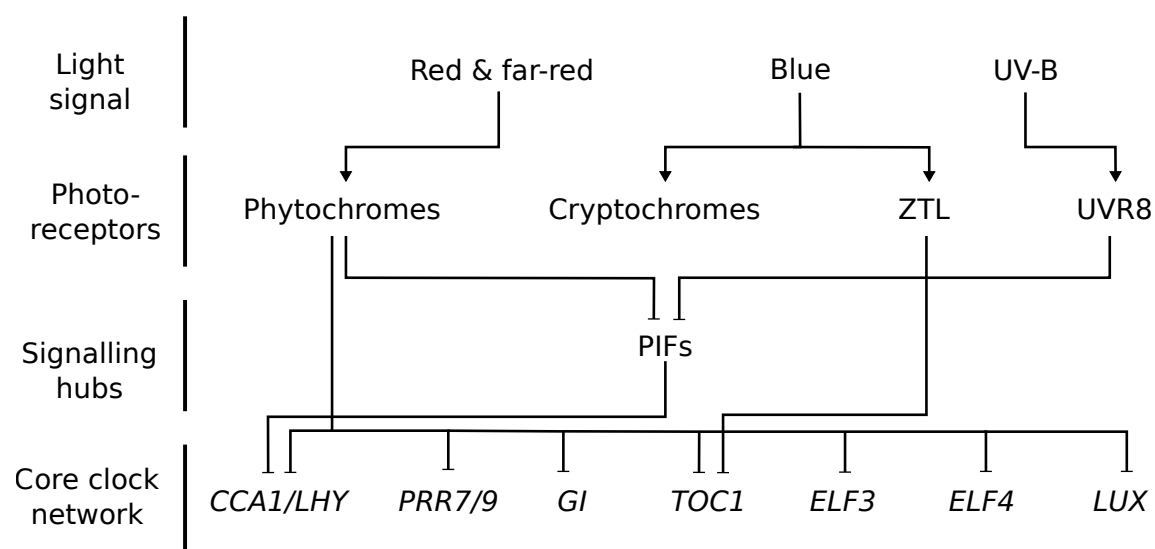 Light
signal
Red & far-red
Blue
UV-B
Photo-
receptors
Phytochromes
Cryptochromes
ZTL
UVR8
Signalling
hubs
PIFs
Core clock
network
CCA1/LHY
PRR7/9
GI
TOC1
ELF3
ELF4
LUX